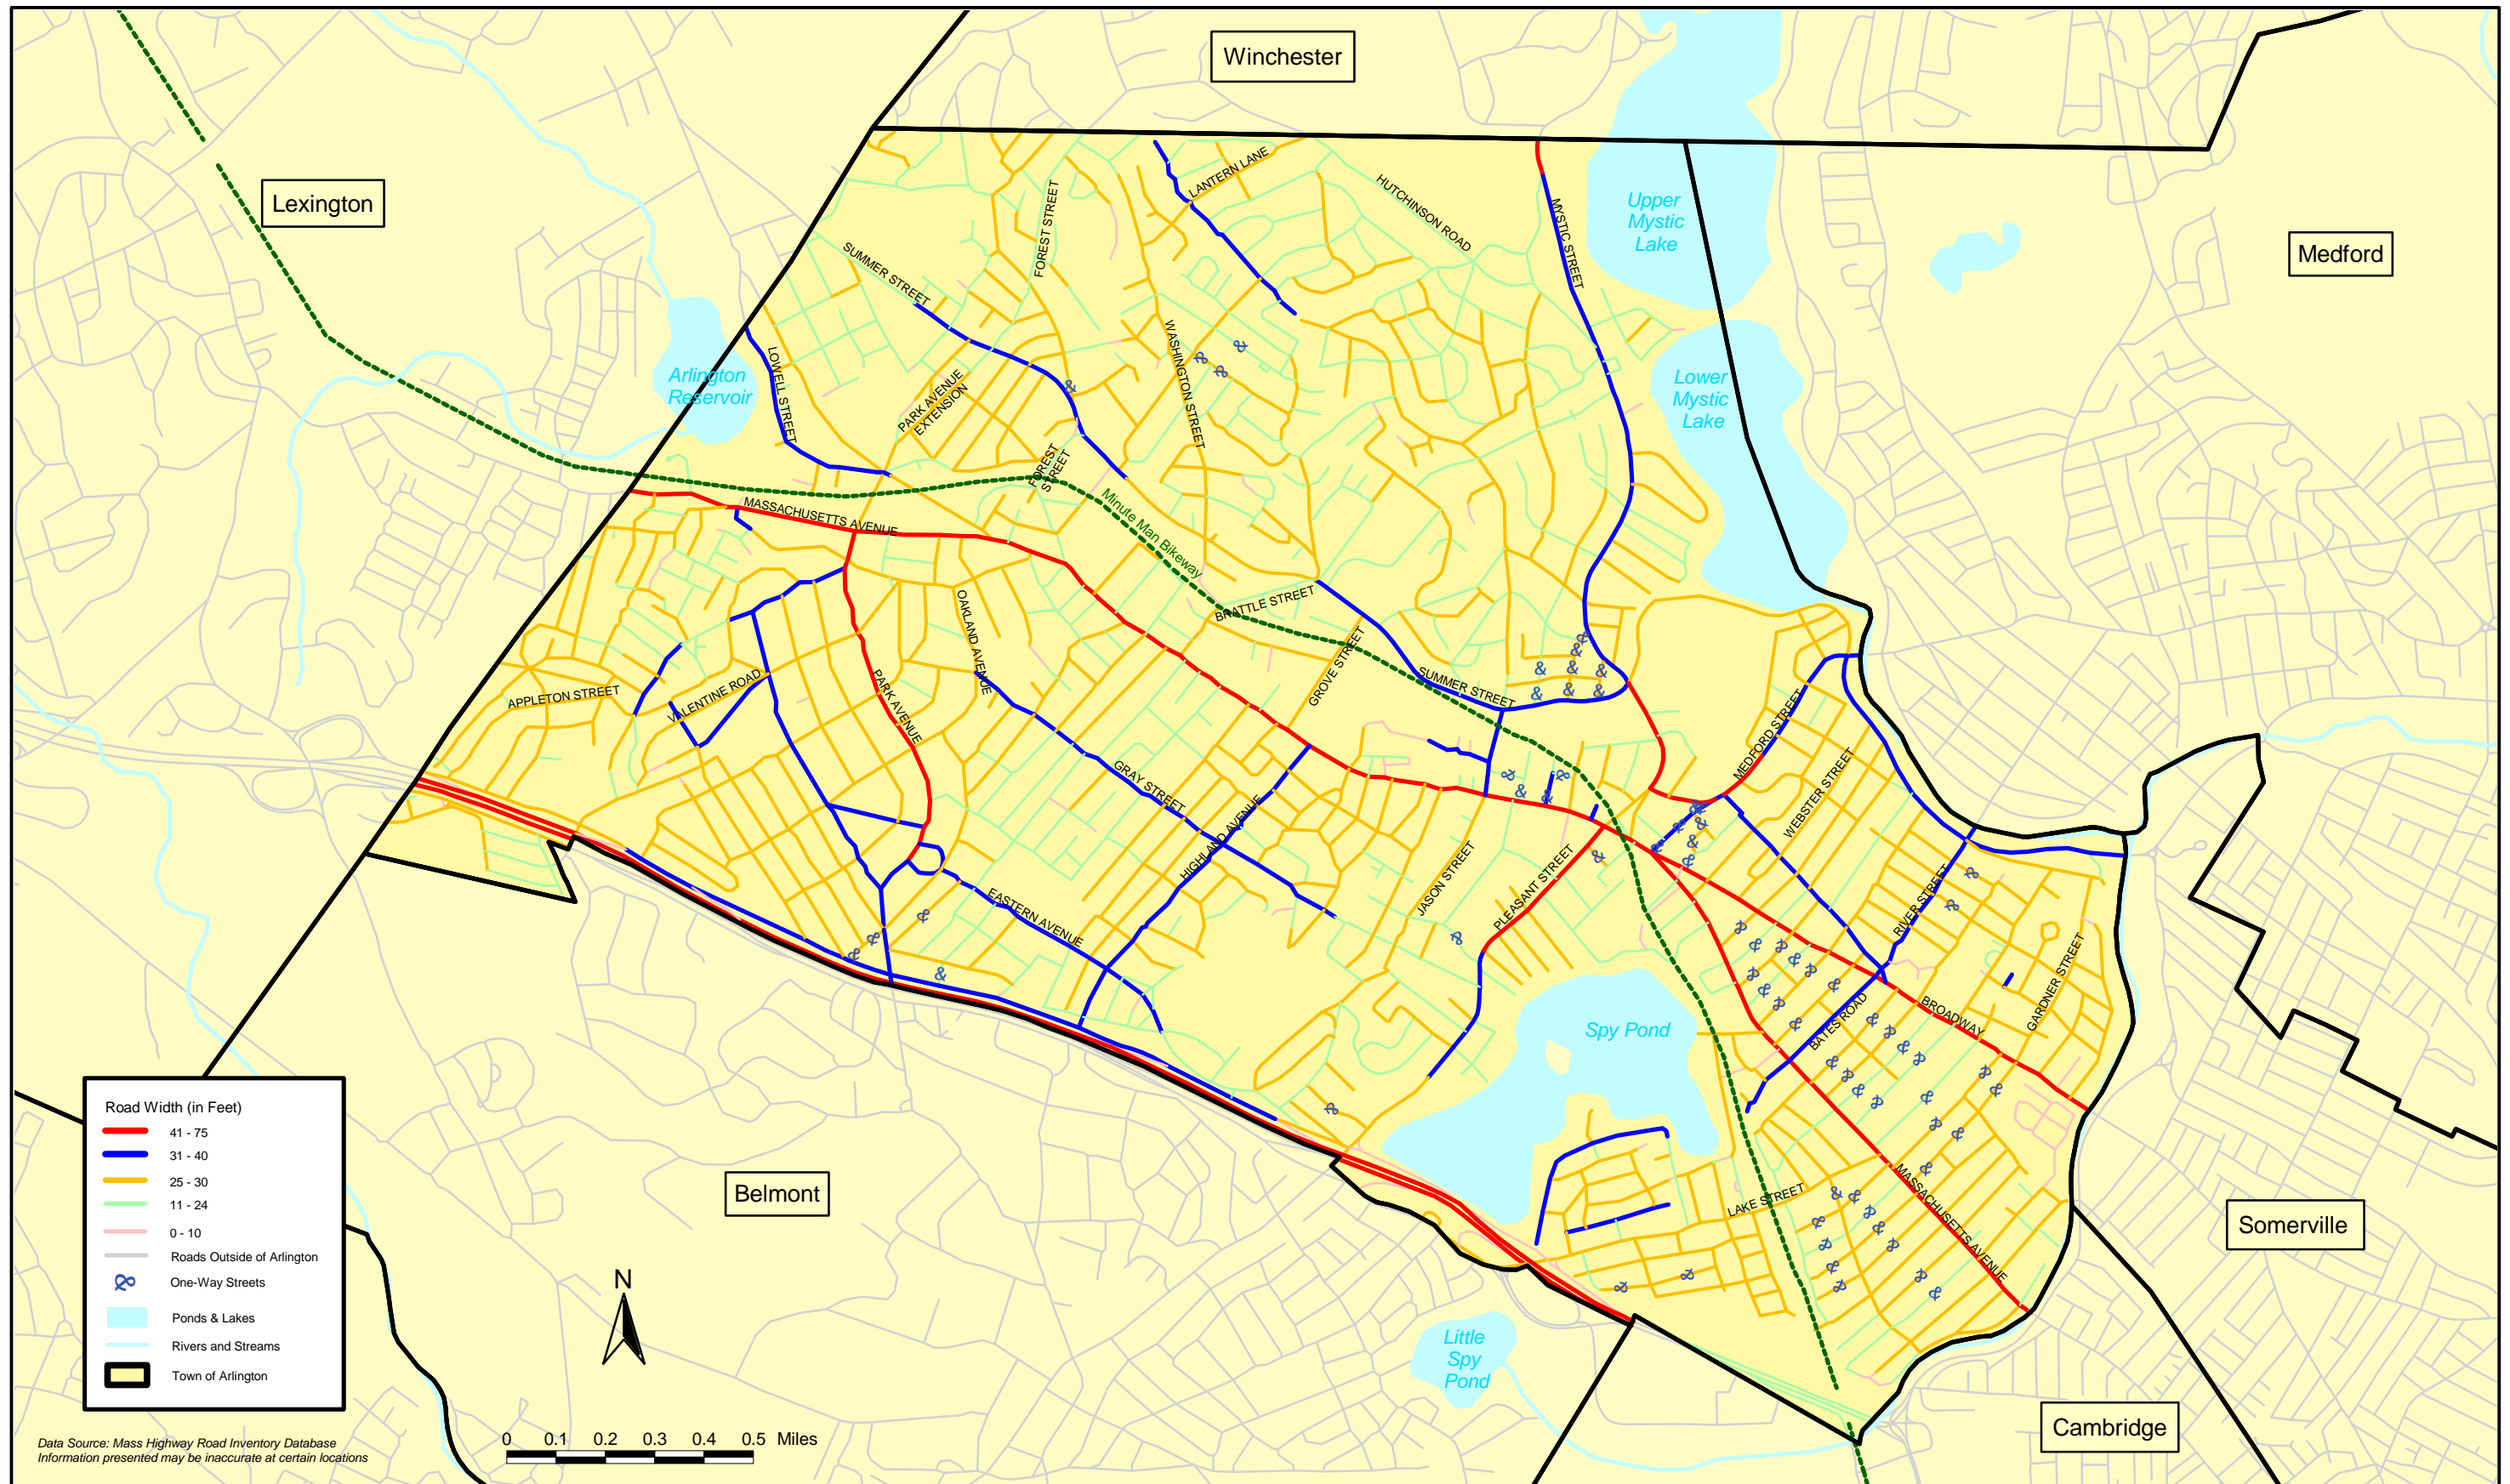 Winchester
Lexington
Medford
Upper
Mystic
Lake
LANTERN LANE
HUTCHINSON ROAD
FOREST STREET
MYSTIC STREET
SUMMER STREET
Arlington
Reservoir
LOWELL STREET
PARK AVENUE
EXTENSION
WASHINGTON STREET
Lower
Mystic
Lake
FOREST
STREET
MASSACHUSETTS AVENUE
Minute Man Bikeway
BRATTLE STREET
OAKLAND AVENUE
GROVE STREET
SUMMER STREET
APPLETON STREET
VALENTINE ROAD
PARK AVENUE
MEDFORD STREET
WEBSTER STREET
GRAY STREET
HIGHLAND AVENUE
JASON STREET
PLEASANT STREET
EASTERN AVENUE
RIVER STREET
GARDNER STREET
BROADWAY
BATES ROAD
Spy Pond
LAKE STREET
MASSACHUSETTS AVENUE
Belmont
Somerville
Little
Spy
Pond
Cambridge
Road Width (in Feet)
41 - 75
31 - 40
25 - 30
11 - 24
0 - 10
Roads Outside of Arlington
One-Way Streets
Ponds & Lakes
Rivers and Streams
Town of Arlington
N
0 0.1 0.2 0.3 0.4 0.5 Miles
Data Source: Mass Highway Road Inventory Database
Information presented may be inaccurate at certain locations